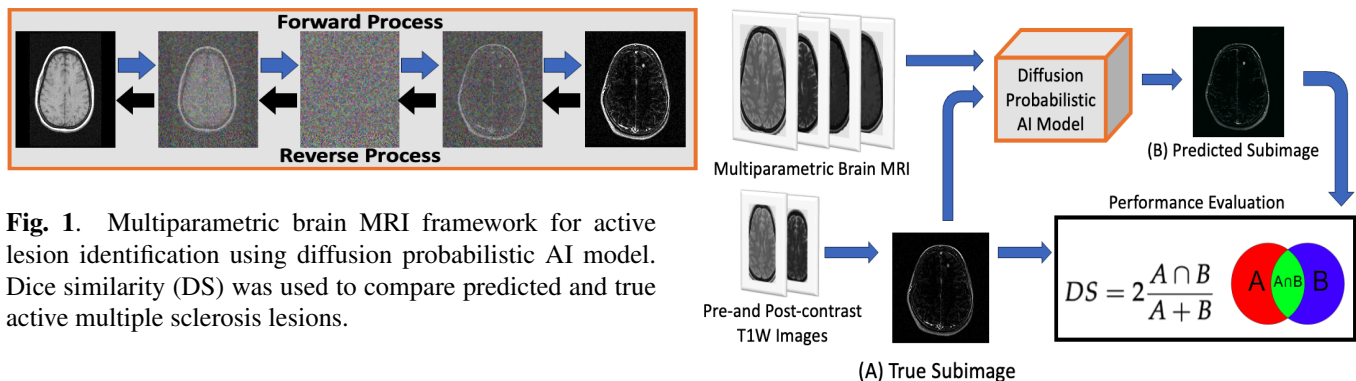 Forward Process
Reverse Process
Fig. 1. Multiparametric brain MRI framework for active
lesion identification using diffusion probabilistic AI model.
Dice similarity (DS) was used to compare predicted and true
active multiple sclerosis lesions.
Multiparametric Brain MRI
Diffusion
Probabilistic
AI Model
(B) Predicted Subimage
Pre-and Post-contrast
T1W Images
(A) True Subimage
Performance Evaluation
DS = 2 A ∩ B / A + B
A
A∩B
B